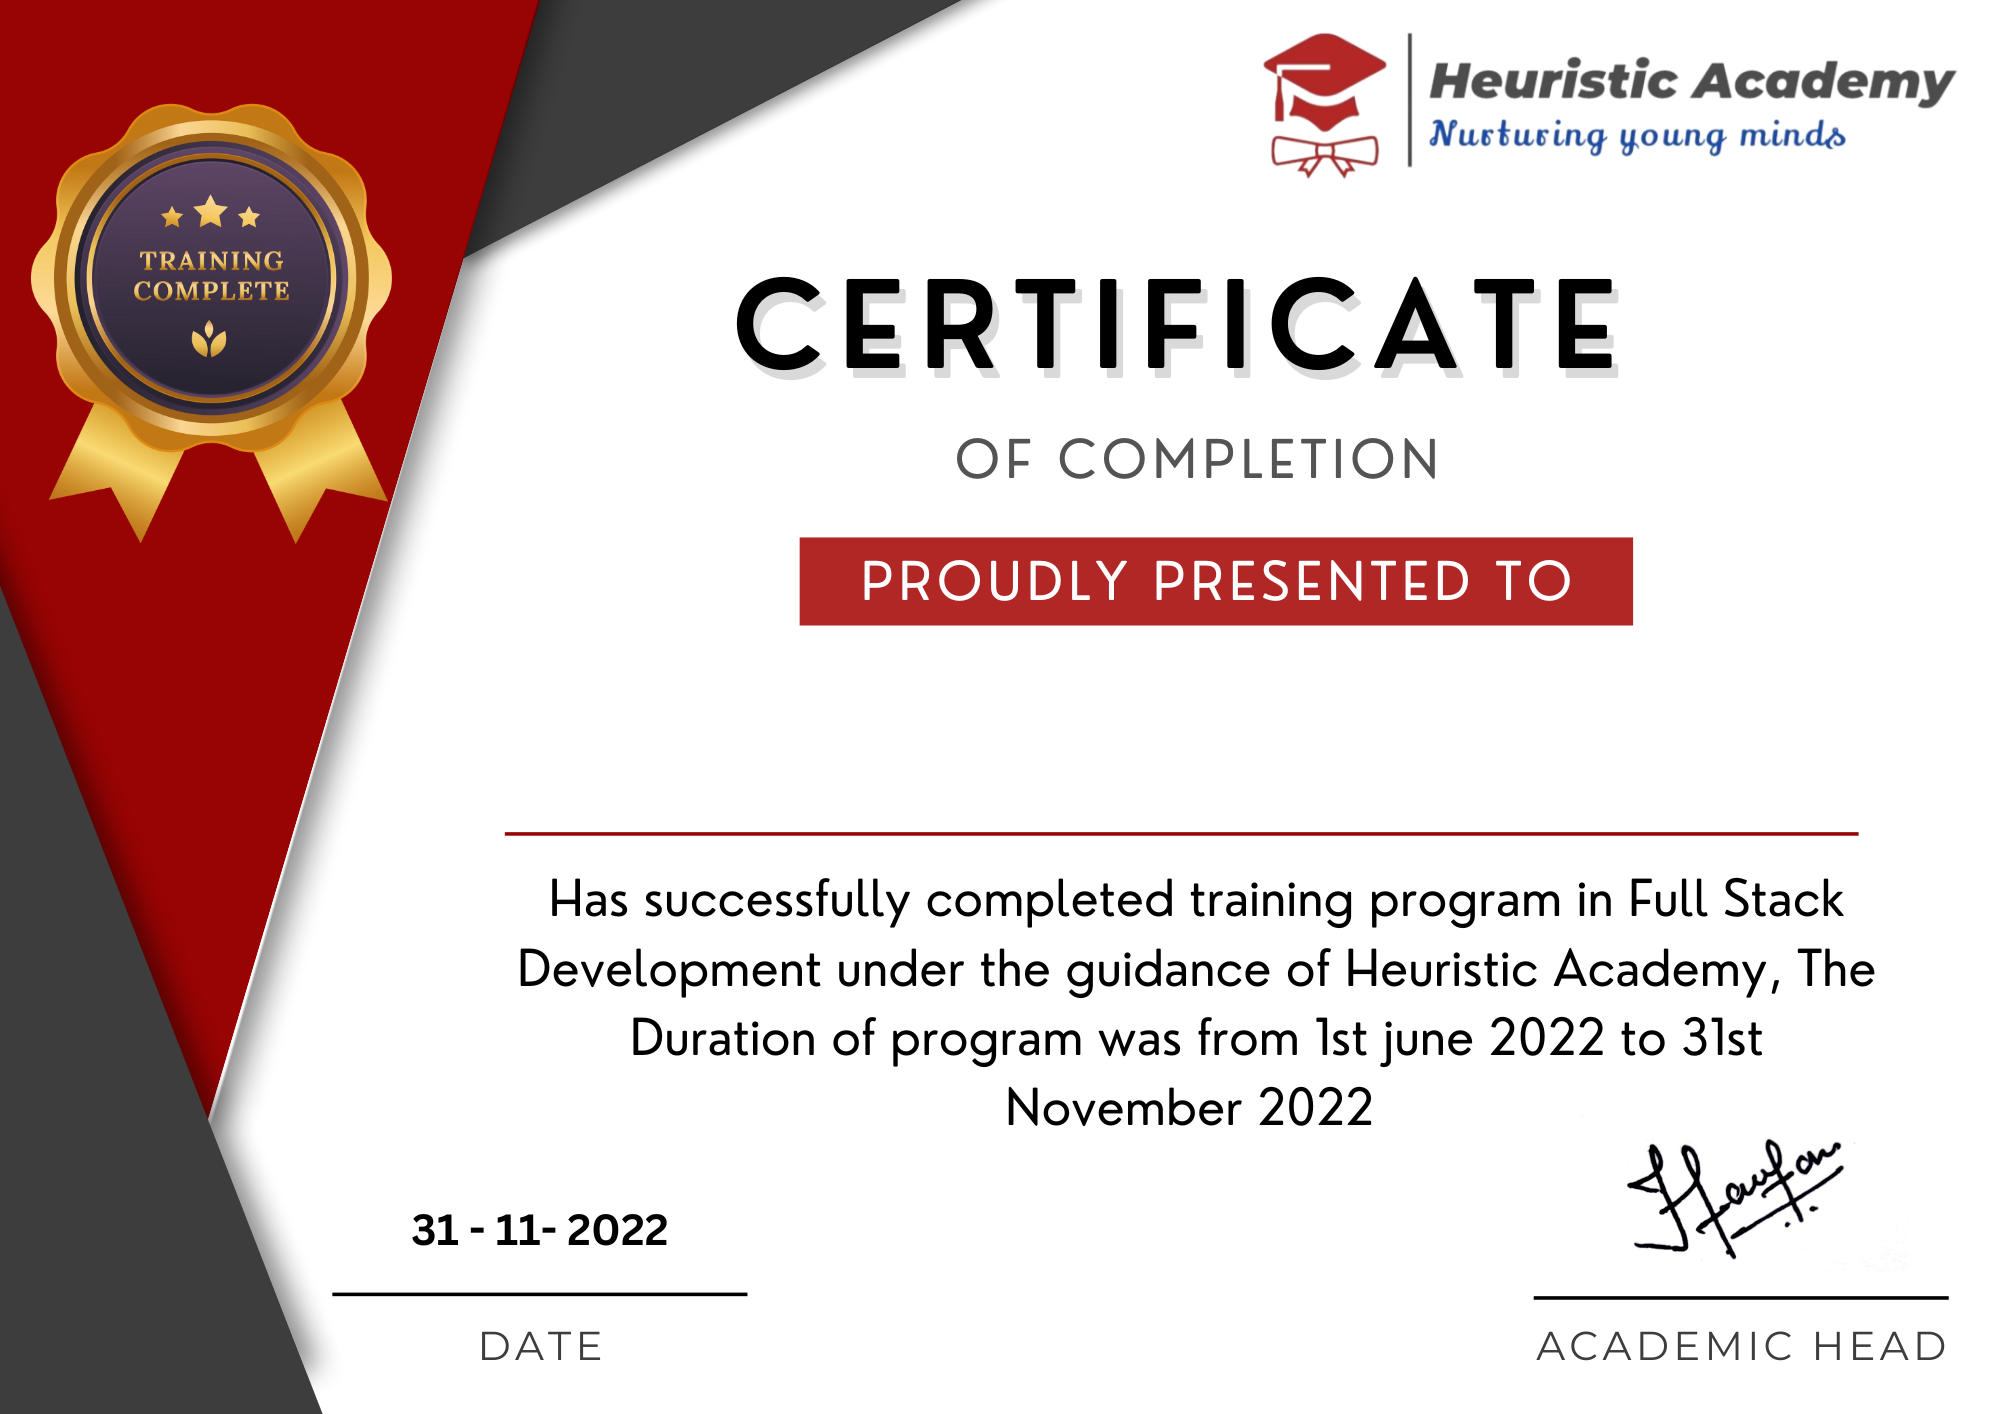 Heuristic Academy
Nurturing young minds
TRAINING
COMPLETE
CERTIFICATE
OF COMPLETION
PROUDLY PRESENTED TO
Has successfully completed training program in Full Stack
Development under the guidance of Heuristic Academy, The
Duration of program was from 1st june 2022 to 31st
November 2022
31 - 11- 2022
DATE
ACADEMIC HEAD